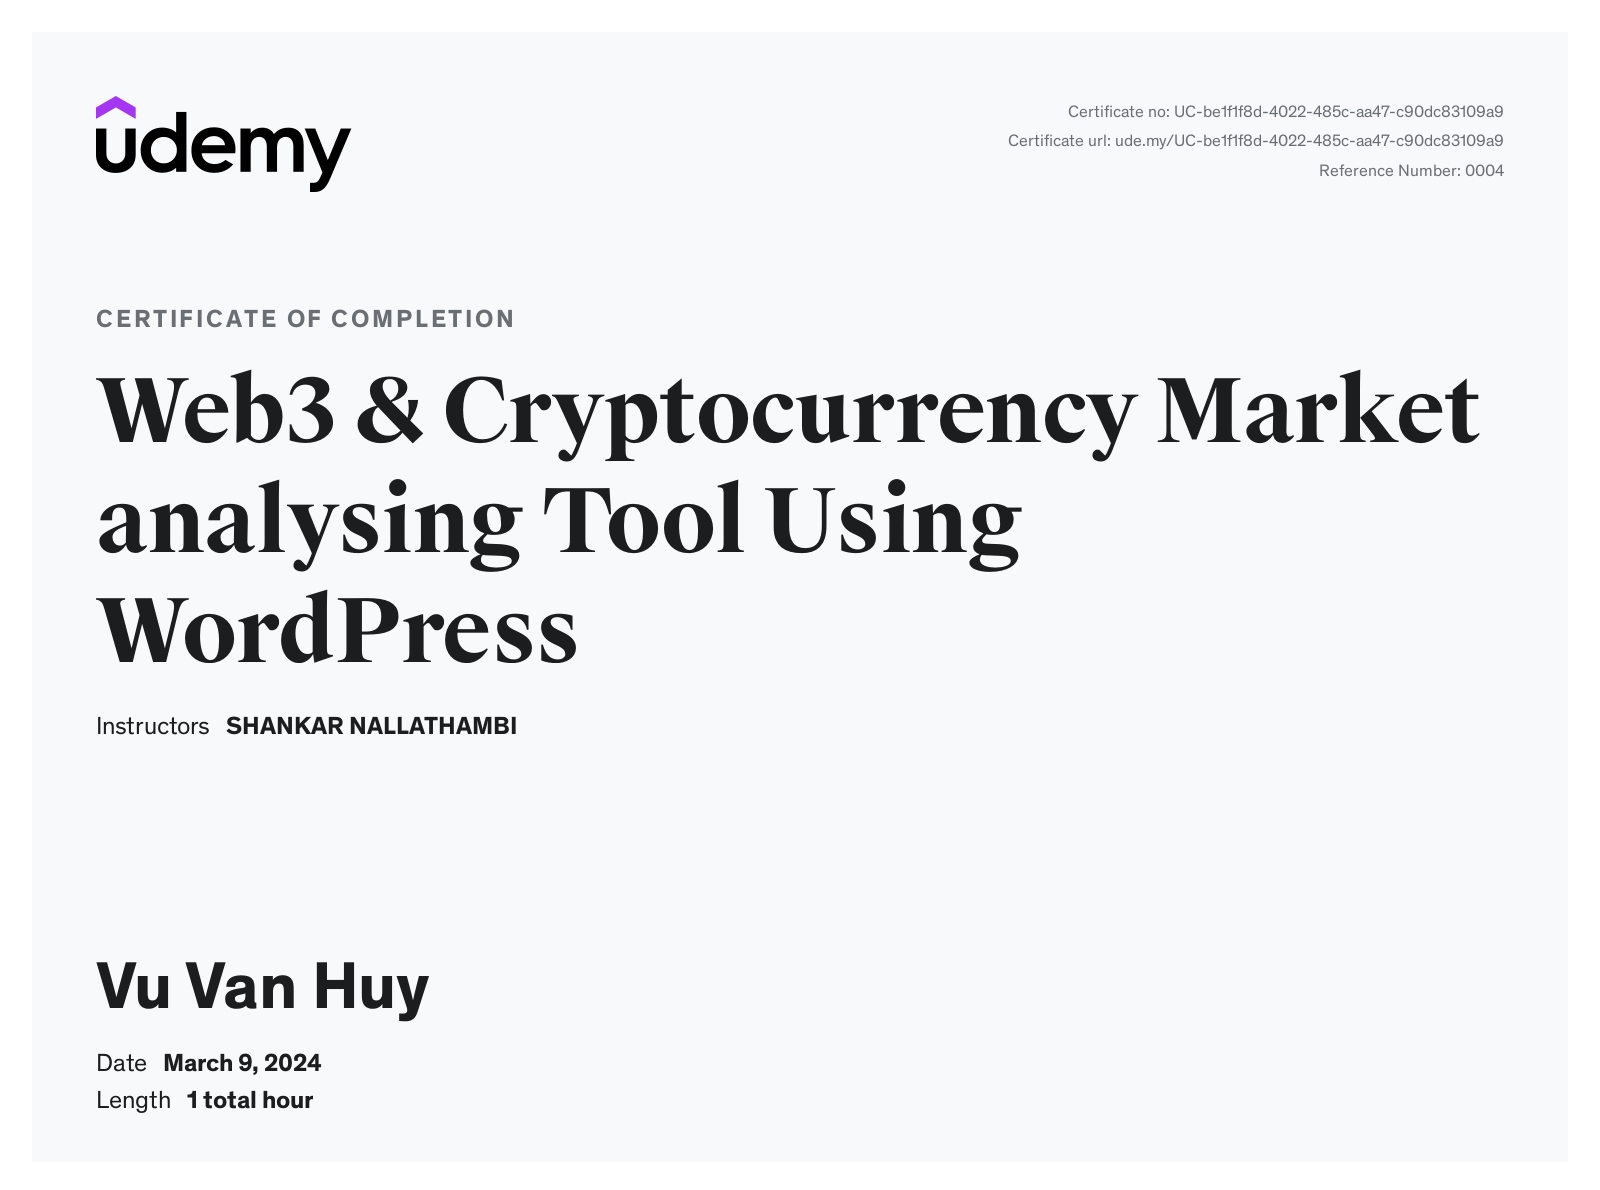 udemy
Certificate no: UC-be1f1f8d-4022-485c-aa47-c90dc83109a9
Certificate url: ude.my/UC-be1f1f8d-4022-485c-aa47-c90dc83109a9
Reference Number: 0004
CERTIFICATE OF COMPLETION
Web3 & Cryptocurrency Market
analysing Tool Using
WordPress
Instructors SHANKAR NALLATHAMBI
Vu Van Huy
Date March 9, 2024
Length 1 total hour